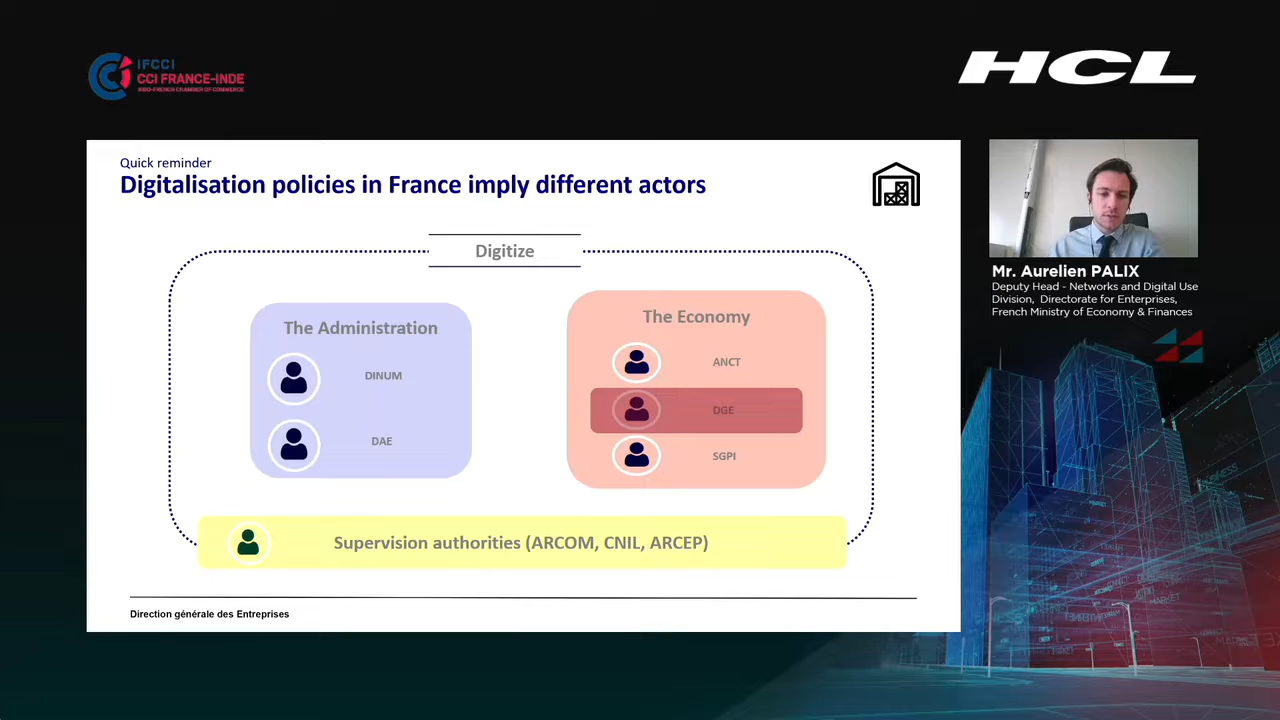 IFCCI
CCI FRANCE-INDE
INDO-FRENCH CHAMBER OF COMMERCE
HCL
Quick reminder
Digitalisation policies in France imply different actors
Digitize
The Administration
DINUM
DAE
The Economy
ANCT
DGE
SGPI
Supervision authorities (ARCOM, CNIL, ARCEP)
Direction générale des Entreprises
Mr. Aurelien PALIX
Deputy Head - Networks and Digital Use
Division, Directorate for Enterprises,
French Ministry of Economy & Finances